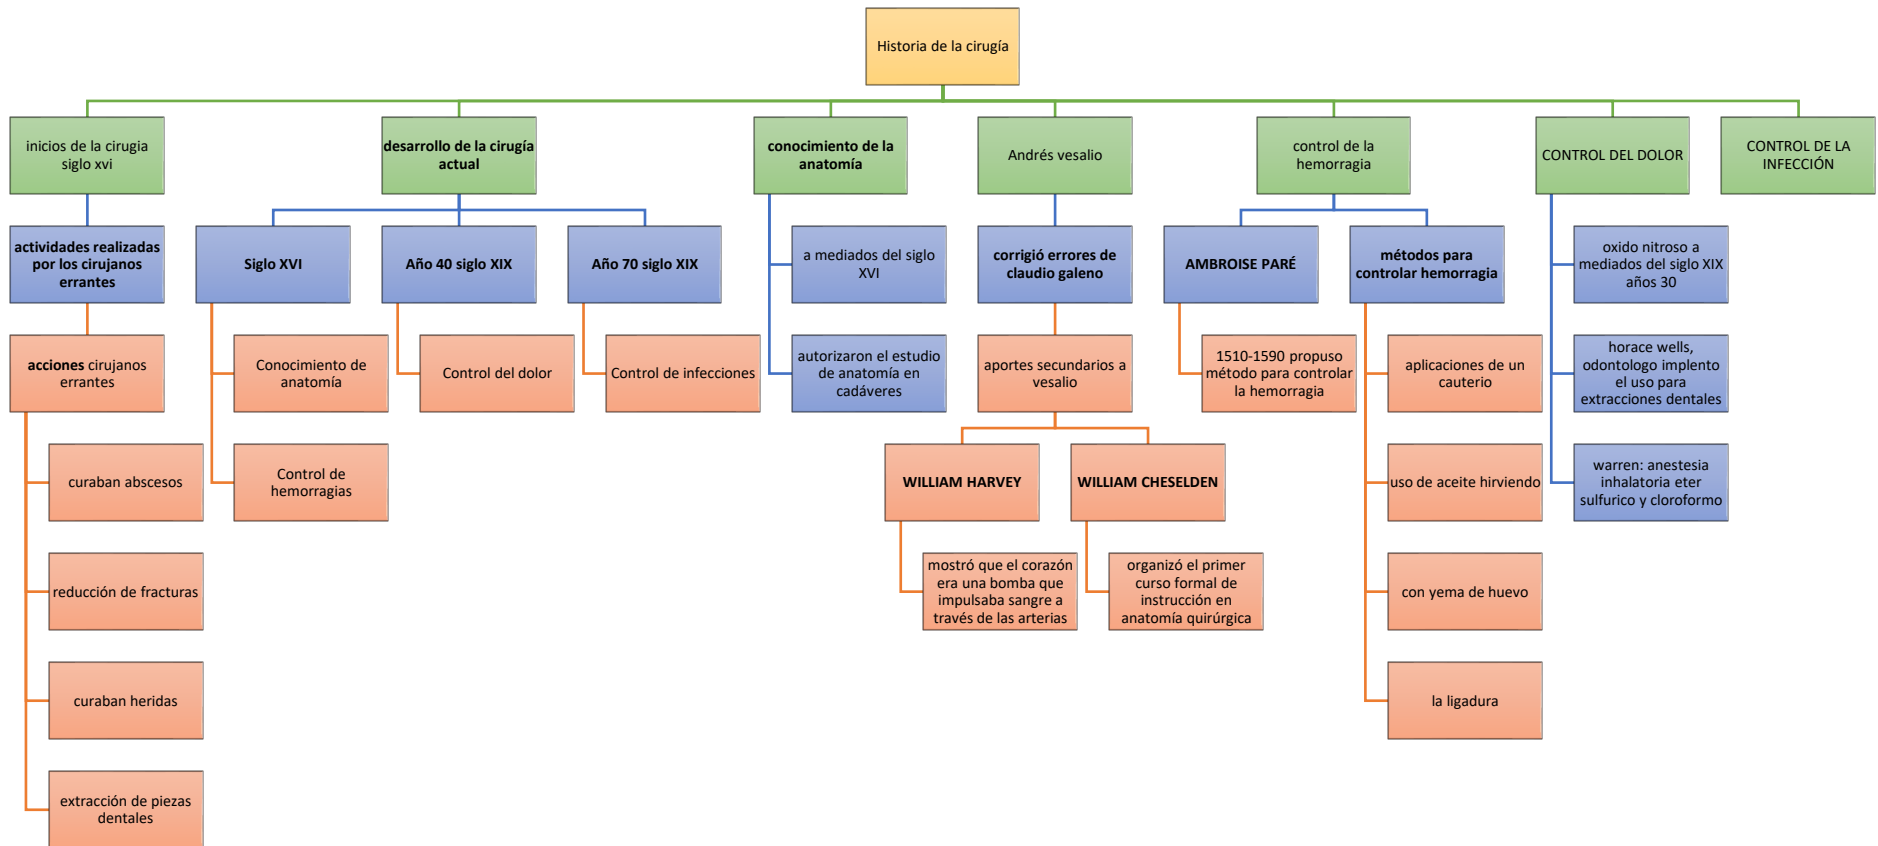 Historia de la cirugía
inicios de la cirugia
siglo xvi
desarrollo de la cirugía
actual
conocimiento de la
anatomía
Andrés vesalio
control de la
hemorragia
CONTROL DEL DOLOR
CONTROL DE LA
INFECCIÓN
actividades realizadas
por los cirujanos
errantes
Siglo XVI
Año 40 siglo XIX
Año 70 siglo XIX
a mediados del siglo
XVI
corrigió errores de
claudio galeno
AMBROISE PARÉ
métodos para
controlar hemorragia
oxido nitroso a
mediados del siglo XIX
años 30
acciones cirujanos
errantes
Conocimiento de
anatomía
Control del dolor
Control de infecciones
autorizaron el estudio
de anatomía en
cadáveres
aportes secundarios a
vesalio
1510-1590 propuso
método para controlar
la hemorragia
aplicaciones de un
cauterio
horace wells,
odontologo implento
el uso para
extracciones dentales
curaban abscesos
Control de
hemorragias
WILLIAM HARVEY
WILLIAM CHESELDEN
uso de aceite hirviendo
warren: anestesia
inhalatoria eter
sulfurico y cloroformo
reducción de fracturas
mostró que el corazón
era una bomba que
impulsaba sangre a
través de las arterias
organizó el primer
curso formal de
instrucción en
anatomía quirúrgica
con yema de huevo
curaban heridas
la ligadura
extracción de piezas
dentales